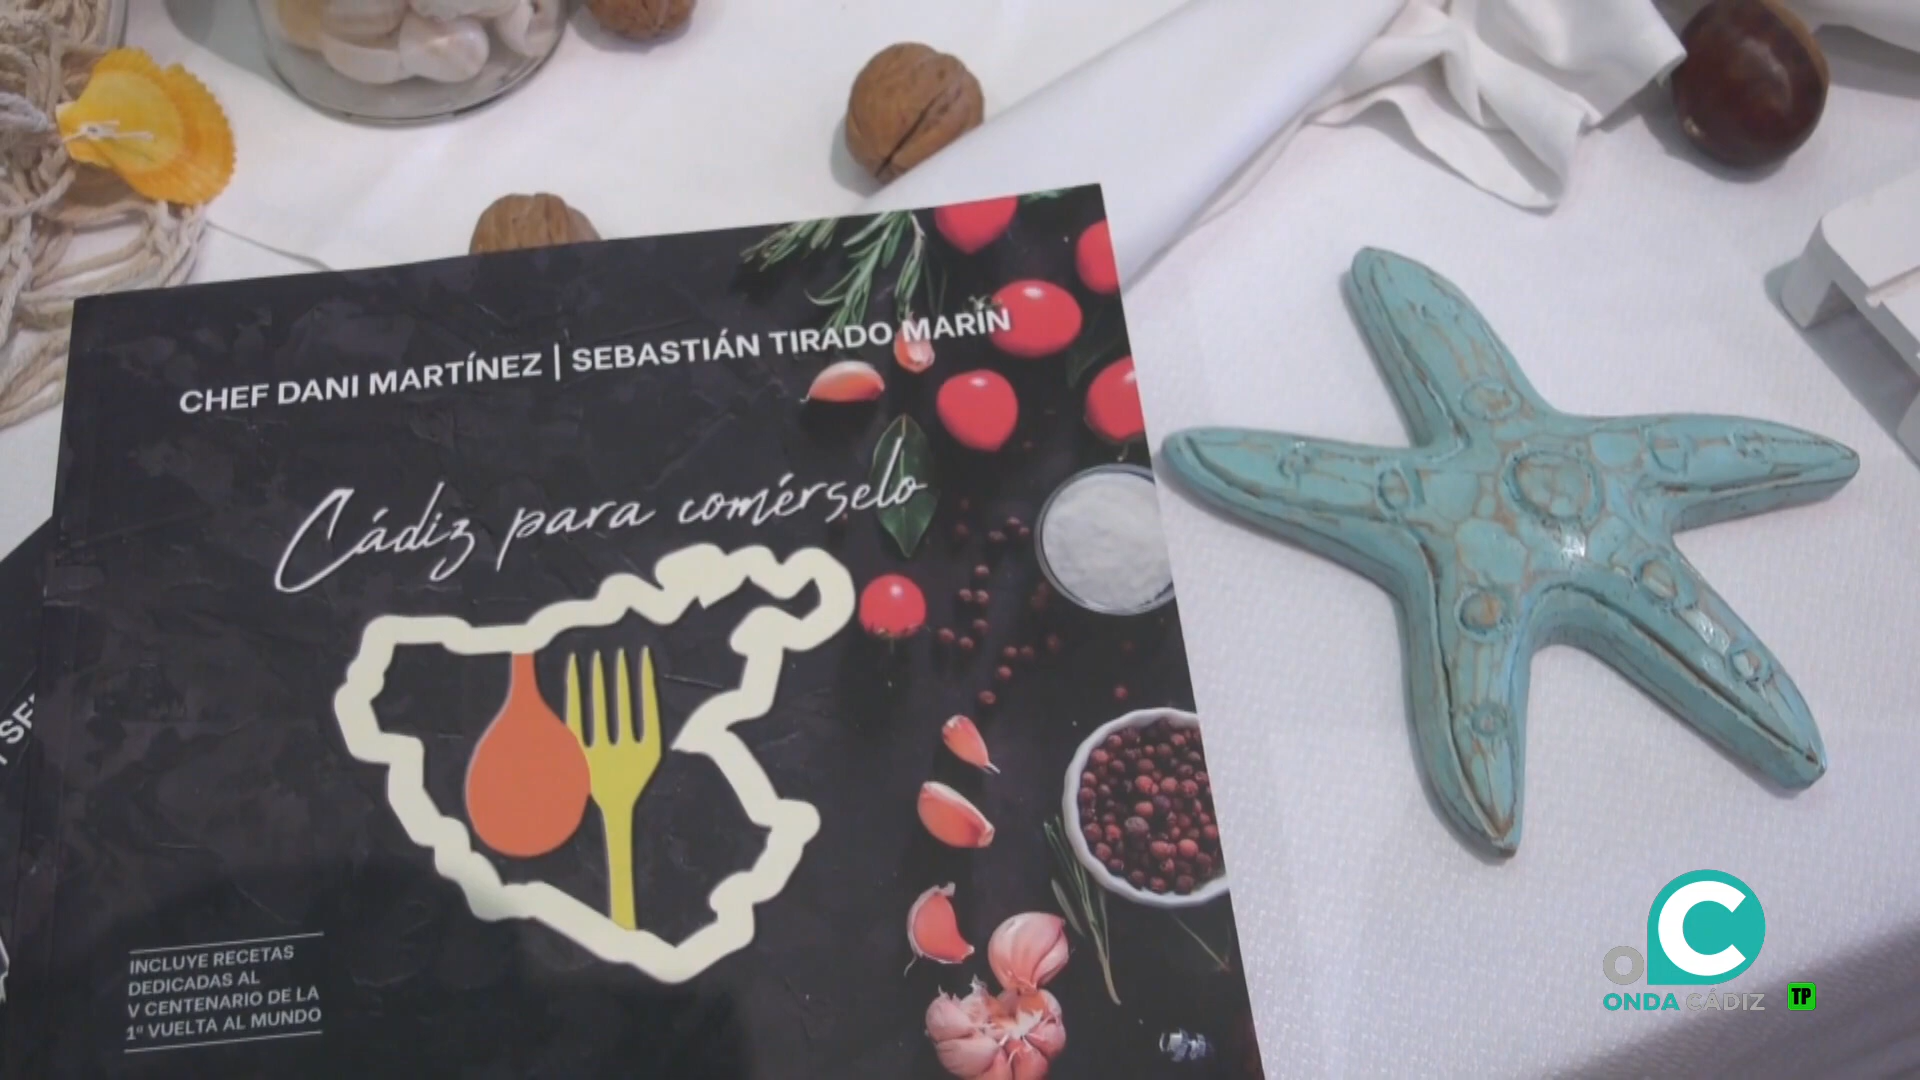 CHEF DANI MARTÍNEZ | SEBASTIÁN TIRADO MARÍN
Cádiz para comérselo
INCLUYE RECETAS
DEDICADAS AL
V CENTENARIO DE LA
1ª VUELTA AL MUNDO
OC
ONDA CÁDIZ
TP